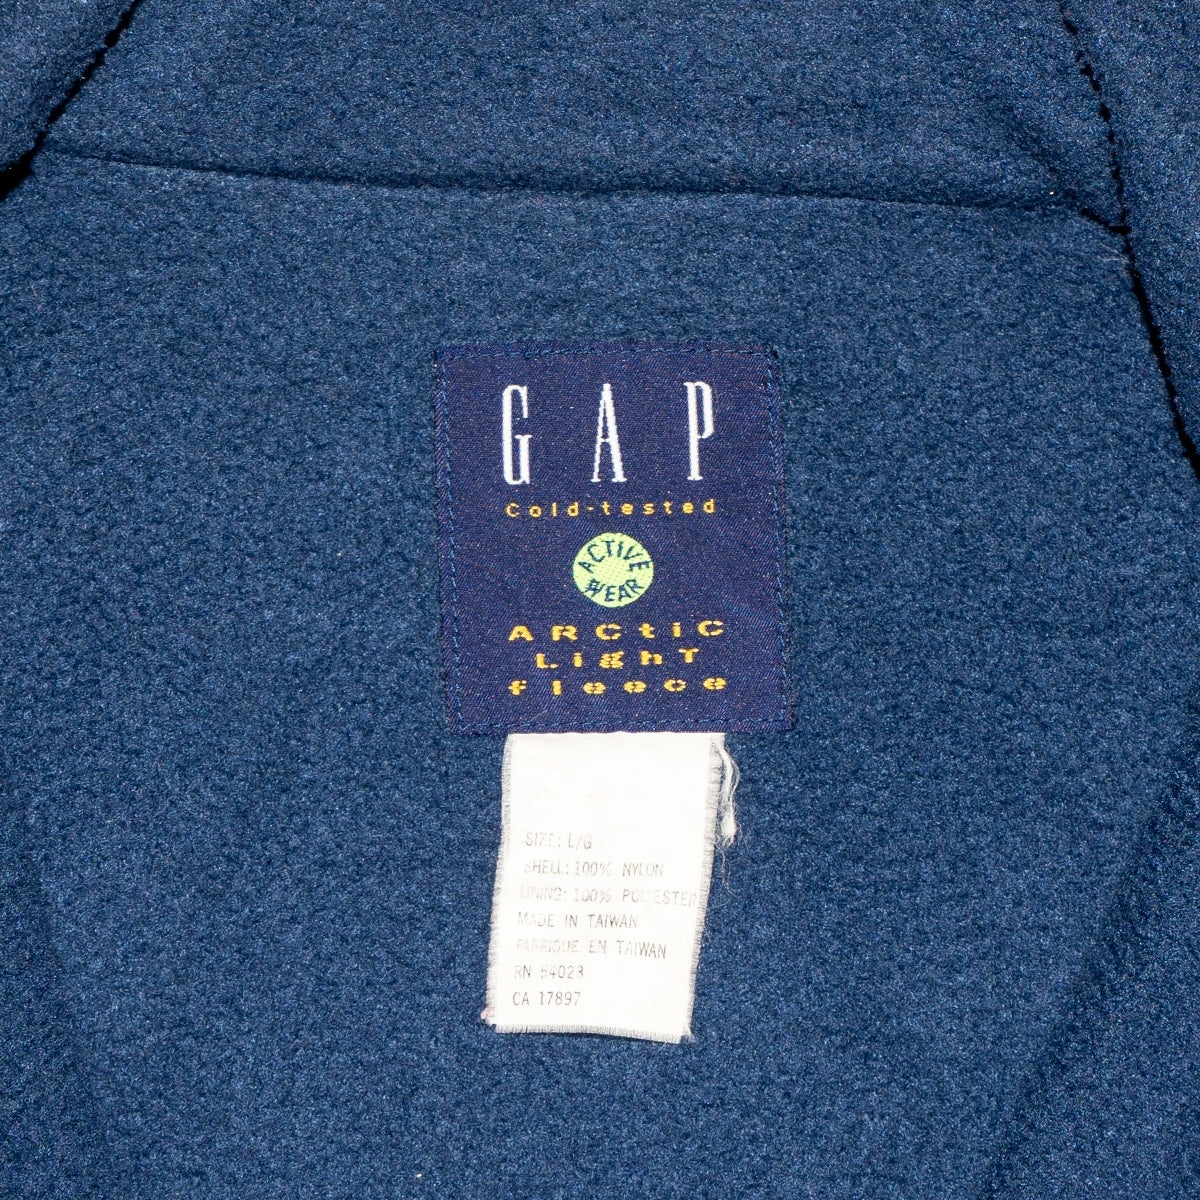 GAP
Cold-tested
ACTiVE
WEAR
ARCtiC
LighT
fleece
SIZE: L/G
SHELL: 100% NYLON
LINING: 100% POLYESTER
MADE IN TAIWAN
FABRIQUE EN TAIWAN
RN 54023
CA 17897